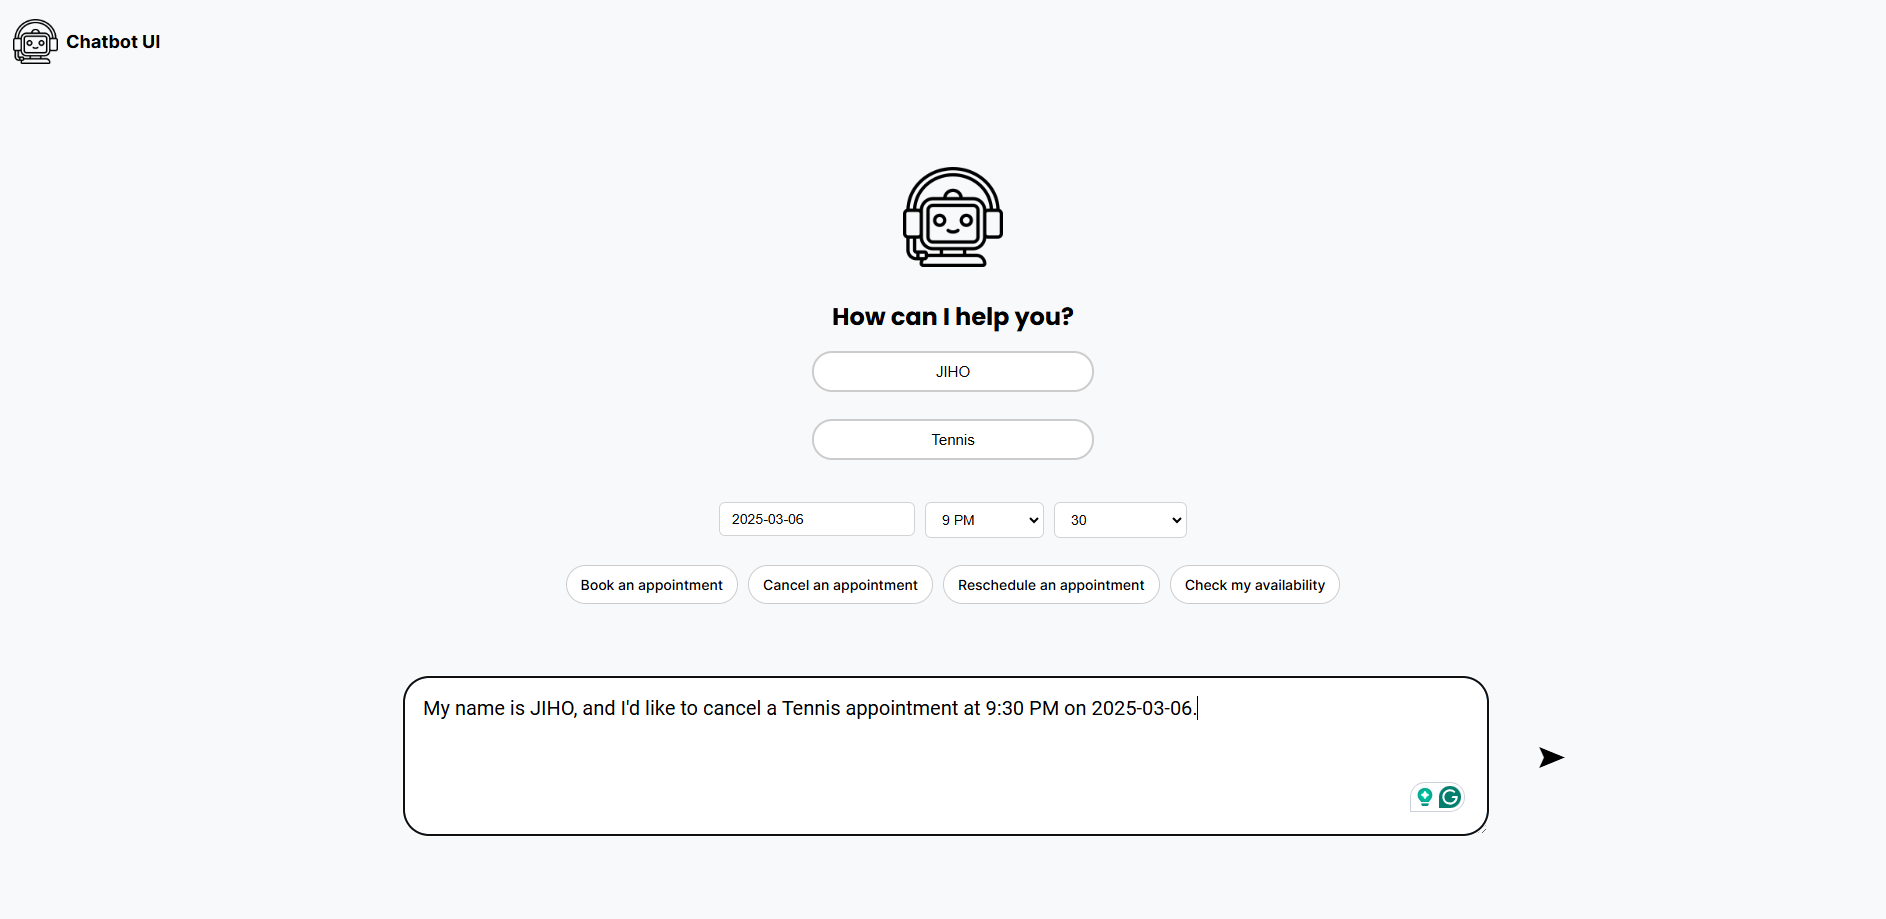 Chatbot UI
How can I help you?
JIHO
Tennis
2025-03-06 9 PM 30
Book an appointment Cancel an appointment Reschedule an appointment Check my availability
My name is JIHO, and I'd like to cancel a Tennis appointment at 9:30 PM on 2025-03-06.